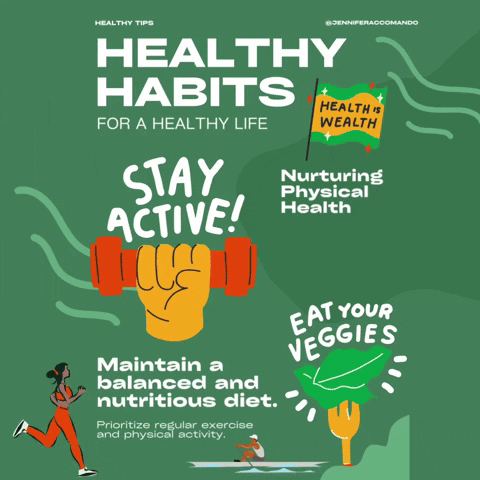 HEALTHY TIPS
@JENNIFERACCOMANDO
HEALTHY
HABITS
FOR A HEALTHY LIFE
HEALTH IS
WEALTH
Nurturing
Physical
Health
STAY
ACTIVE!
EAT YOUR
VEGGIES
Maintain a
balanced and
nutritious diet.
Prioritize regular exercise
and physical activity.